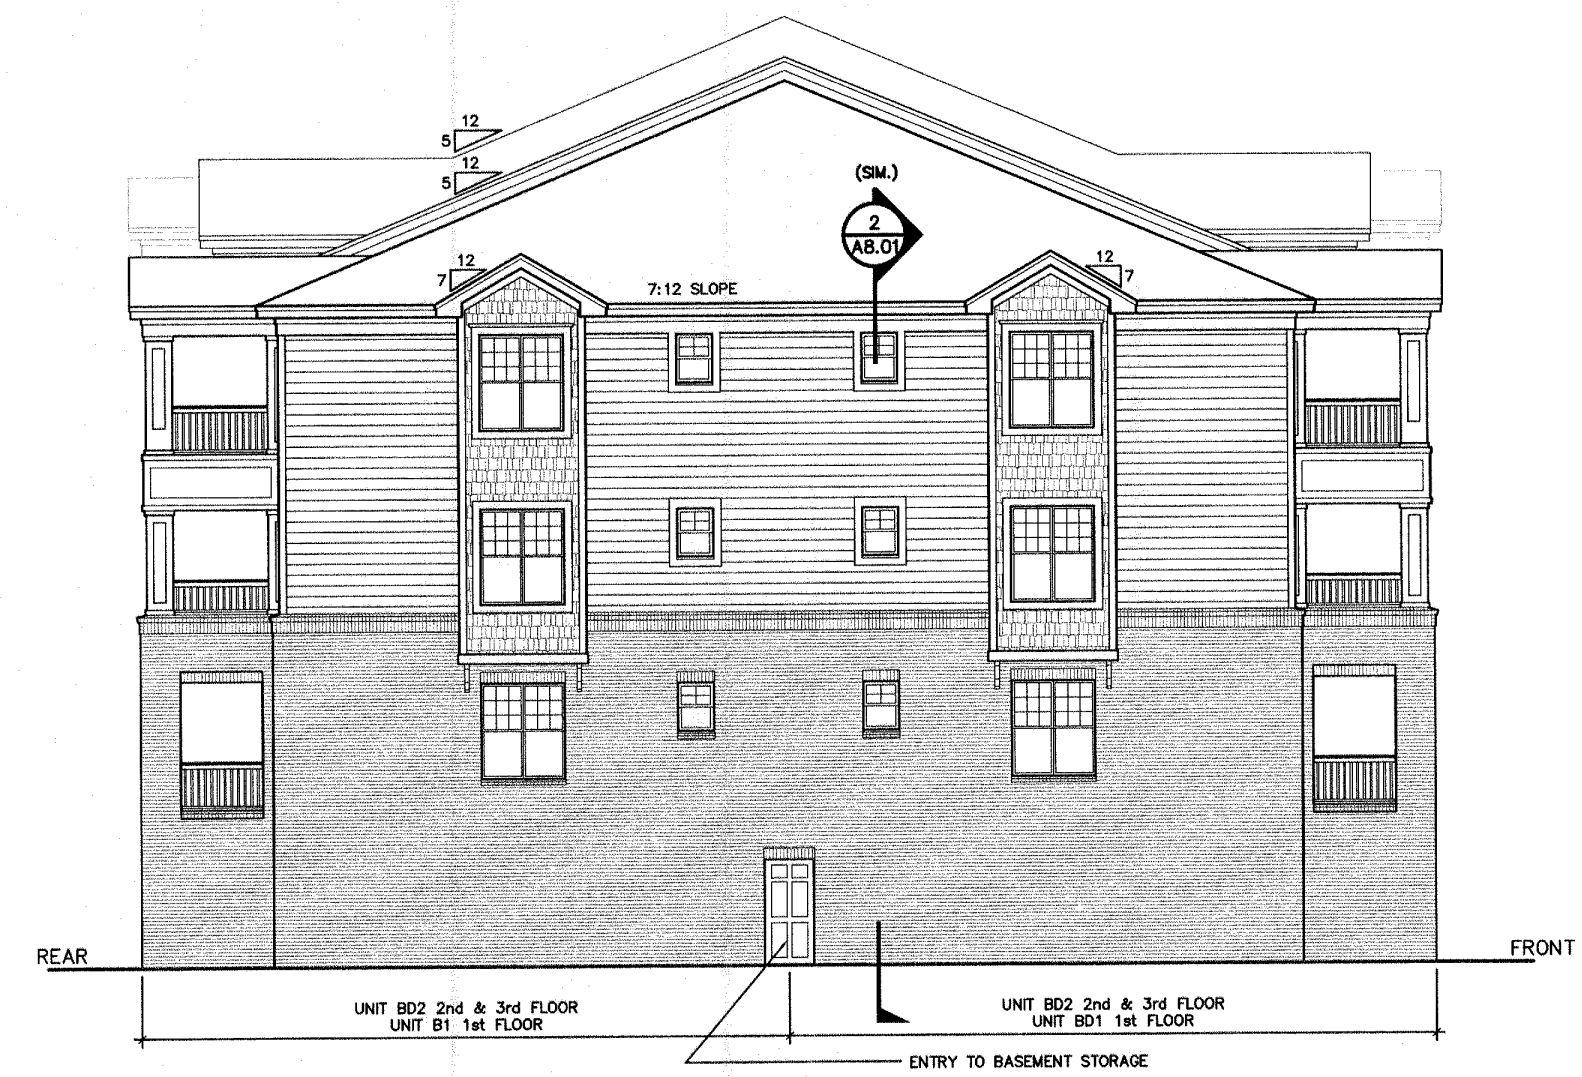 12
5
12
5
(SIM.)
2
A8.01
12
7
7:12 SLOPE
12
7
REAR
FRONT
UNIT BD2 2nd & 3rd FLOOR
UNIT B1 1st FLOOR
UNIT BD2 2nd & 3rd FLOOR
UNIT BD1 1st FLOOR
ENTRY TO BASEMENT STORAGE